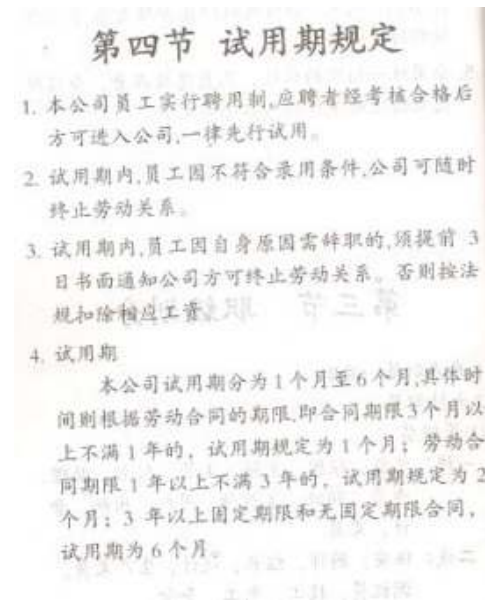 第四节 试用期规定
1. 本公司员工实行聘用制,应聘者经考核合格后
方可进入公司,一律先行试用。
2. 试用期内,员工因不符合录用条件,公司可随时
终止劳动关系。
3. 试用期内,员工因自身原因需辞职的,须提前 3
日书面通知公司方可终止劳动关系。否则按法
规扣除相应工资
4. 试用期
本公司试用期分为1个月至6个月,具体时
间则根据劳动合同的期限,即合同期限3个月以
上不满1年的，试用期规定为1个月；劳动合
同期限1年以上不满3年的，试用期规定为2
个月；3 年以上固定期限和无固定期限合同，
试用期为6个月。